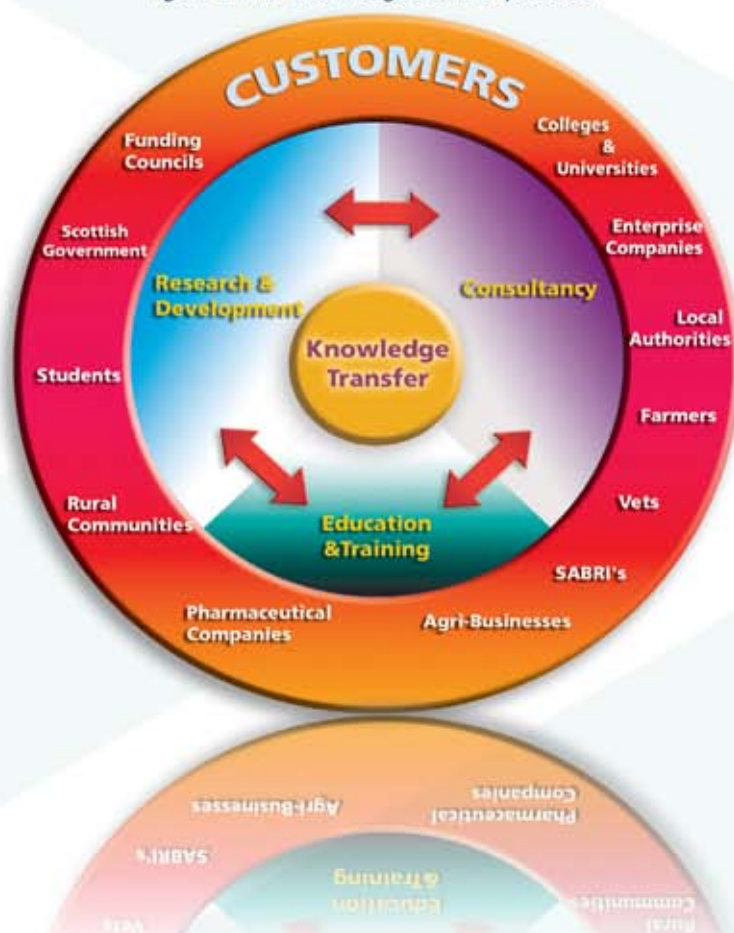 CUSTOMERS
Funding
Councils
Colleges
&
Universities
Scottish
Government
Enterprise
Companies
Research &
Development
Consultancy
Local
Authorities
Knowledge
Transfer
Students
Farmers
Rural
Communities
Vets
Education
&Training
SABRI's
Pharmaceutical
Companies
Agri-Businesses